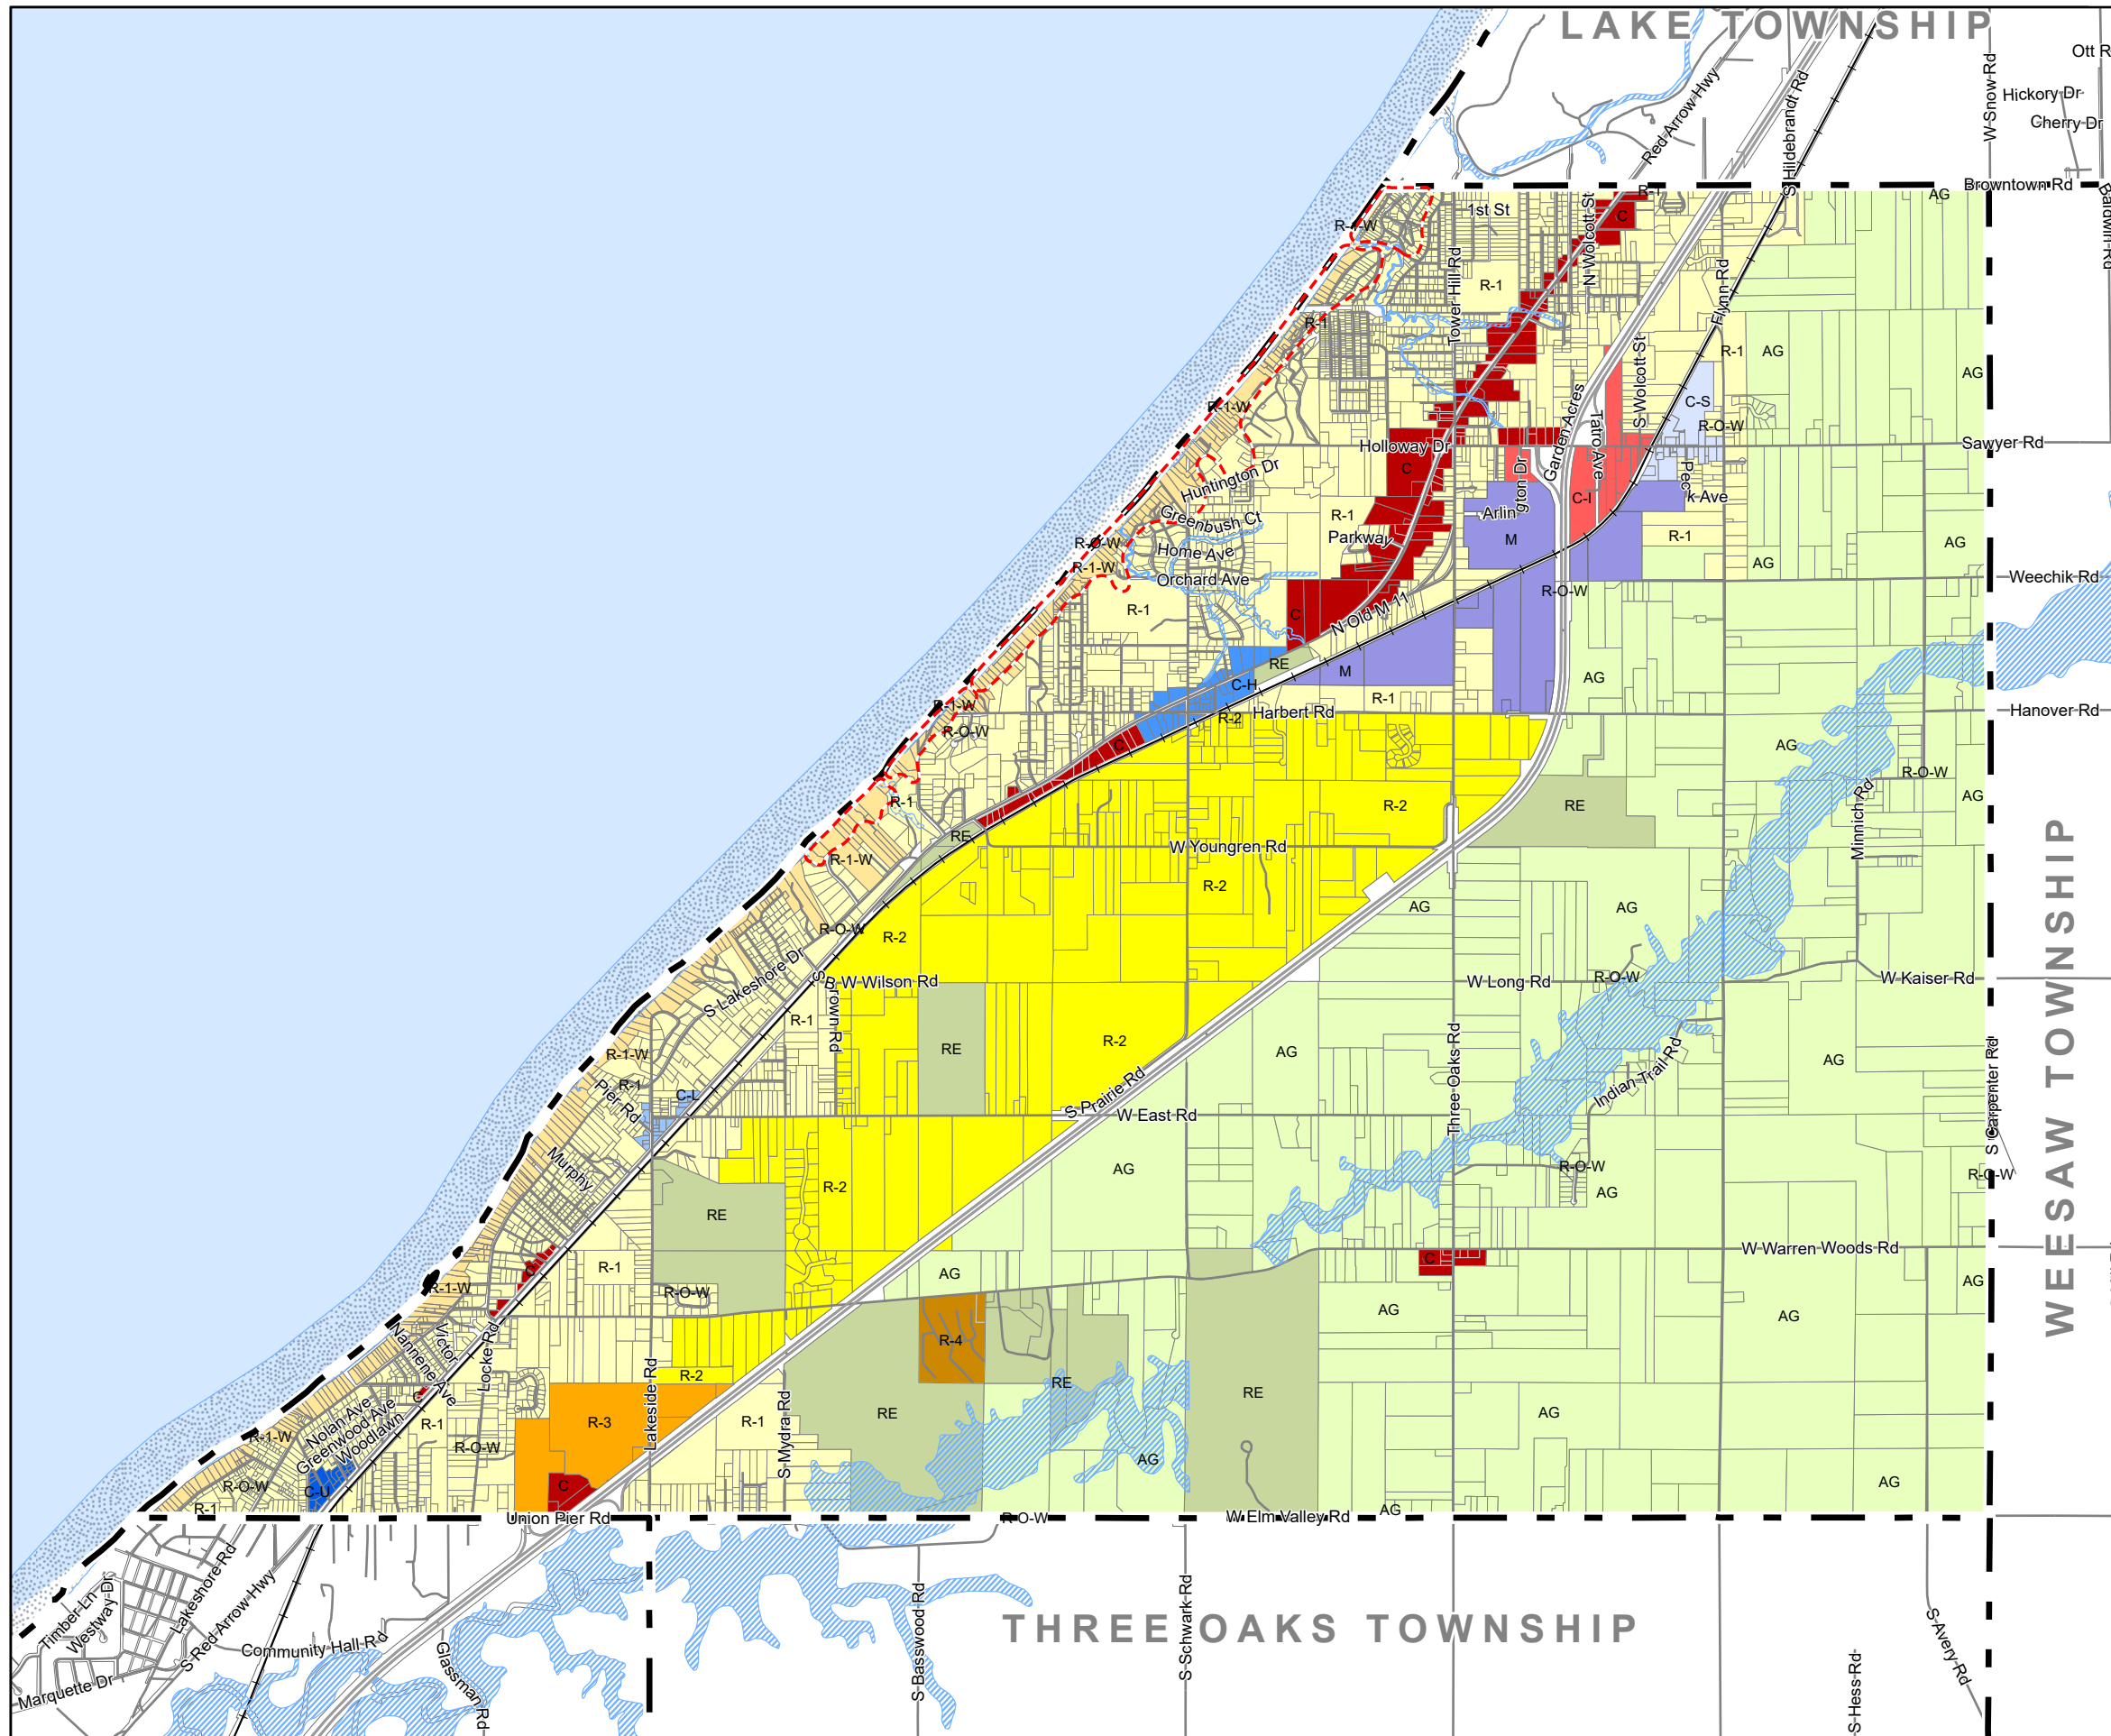 LAKE TOWNSHIP
Ott R
W Snow Rd
Hickory Dr
Cherry Dr
Red Arrow Hwy
S Hildebrandt Rd
Browntown Rd
Baldwin Rd
R-1
AG
1st St
C
R-1-W
N Wolcott St
Tower Hill Rd
R-1
Flynn Rd
R-1
S Wolcott St
R-1
AG
AG
R-1-W
C-S
R-O-W
Garden Acres
Tatro Ave
Holloway Dr
Sawyer Rd
C
Huntington Dr
Arlin
gton Dr
C-I
Pec
k Ave
Greenbush Ct
R-1
Parkway
M
R-1
R-O-W
Home Ave
AG
R-1-W
Orchard Ave
AG
Weechik Rd
R-O-W
R-1
C
N Old M 11
RE
M
AG
C-H
R-1
R-1-W
R-2
Harbert Rd
Hanover Rd
R-O-W
C
AG
R-O-W
Minnich Rd
R-1
R-2
RE
AG
RE
W Youngren Rd
R-1-W
R-2
AG
AG
R-O-W
R-2
W Wilson Rd
S B
rown Rd
W Long Rd
R-O-W
W Kaiser Rd
S Lakeshore Dr
R-1
RE
R-2
AG
Three Oaks Rd
Indian Trail Rd
AG
S Carpenter Rd
WEESAW TOWNSHIP
R-1-W
R-1
Pier Rd
C-L
S Prairie Rd
W East Rd
Murphy
AG
R-O-W
R-O-W
R-2
AG
RE
W Warren Woods Rd
C
C
R-1
AG
R-1-W
R-O-W
AG
AG
AG
Victor
Nannene Ave
Locke Rd
R-4
Lakeside Rd
R-2
RE
RE
C
S Mydra Rd
Nolan Ave
Greenwood Ave
Woodlawn
R-1
R-3
R-1
RE
AG
R-1-W
R-O-W
AG
R-O-W
C-U
C
AG
R-1
AG
Union Pier Rd
R-O-W
W Elm Valley Rd
Timber Ln
Westway Dr
Lakeshore Rd
S Red Arrow Hwy
Community Hall Rd
Glassman Rd
Marquette Dr
S Basswood Rd
THREE OAKS TOWNSHIP
S Schwark Rd
S Hess Rd
S Avery Rd